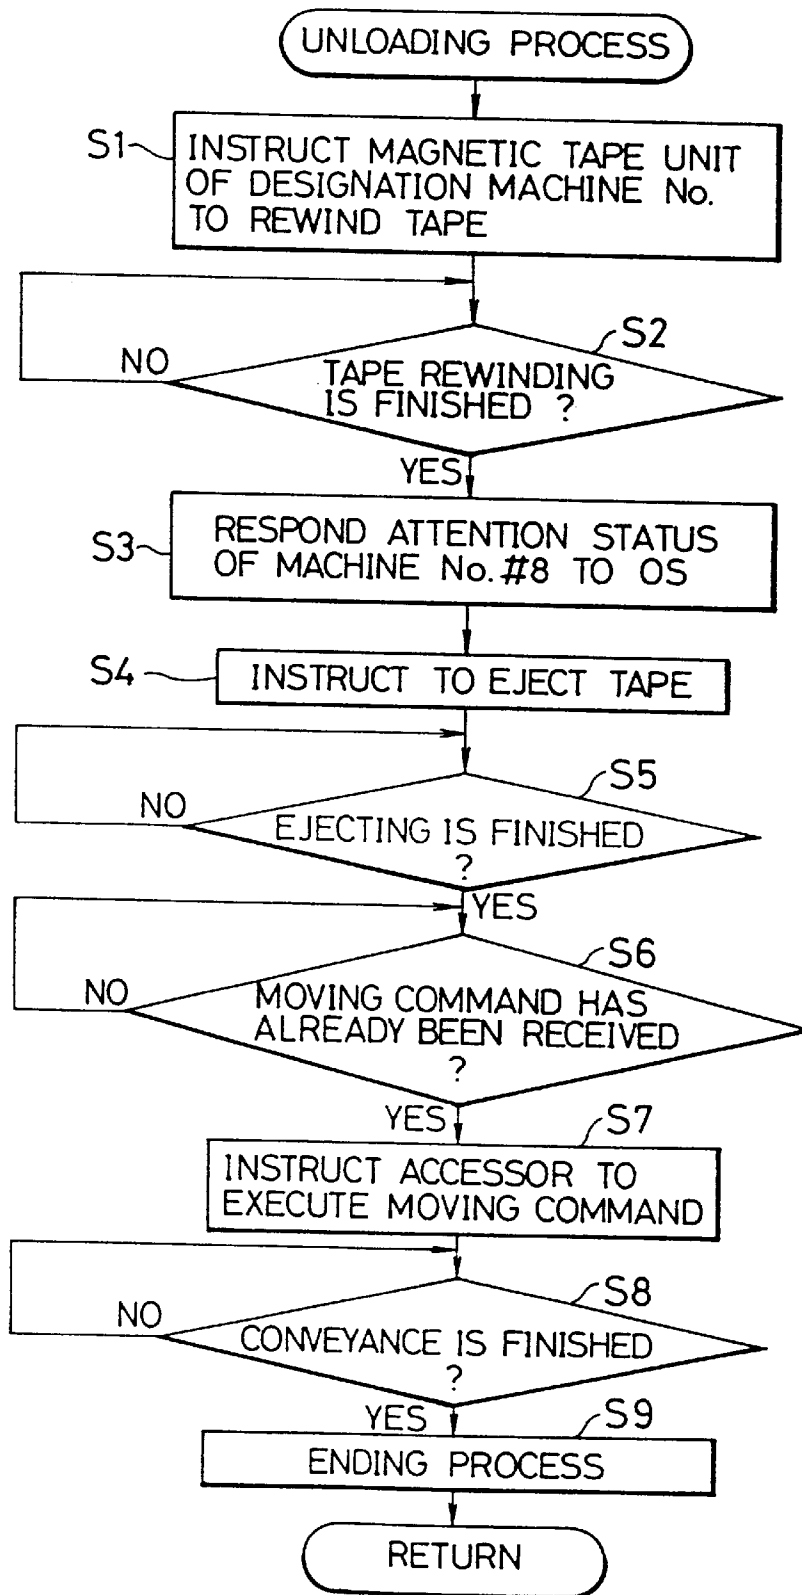 UNLOADING PROCESS
S1
INSTRUCT MAGNETIC TAPE UNIT
OF DESIGNATION MACHINE No.
TO REWIND TAPE
S2
NO
TAPE REWINDING
IS FINISHED ?
YES
S3
RESPOND ATTENTION STATUS
OF MACHINE No. #8 TO OS
S4
INSTRUCT TO EJECT TAPE
S5
NO
EJECTING IS FINISHED
?
YES
S6
NO
MOVING COMMAND HAS
ALREADY BEEN RECEIVED
?
YES
S7
INSTRUCT ACCESSOR TO
EXECUTE MOVING COMMAND
S8
NO
CONVEYANCE IS FINISHED
?
YES
S9
ENDING PROCESS
RETURN